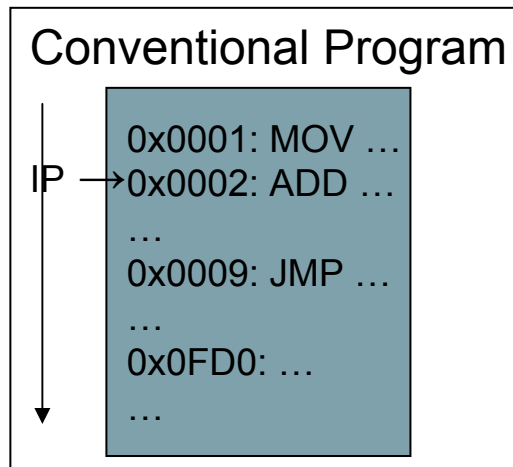 Conventional Program
0x0001: MOV …
IP → 0x0002: ADD …
…
0x0009: JMP …
…
0x0FD0: …
…